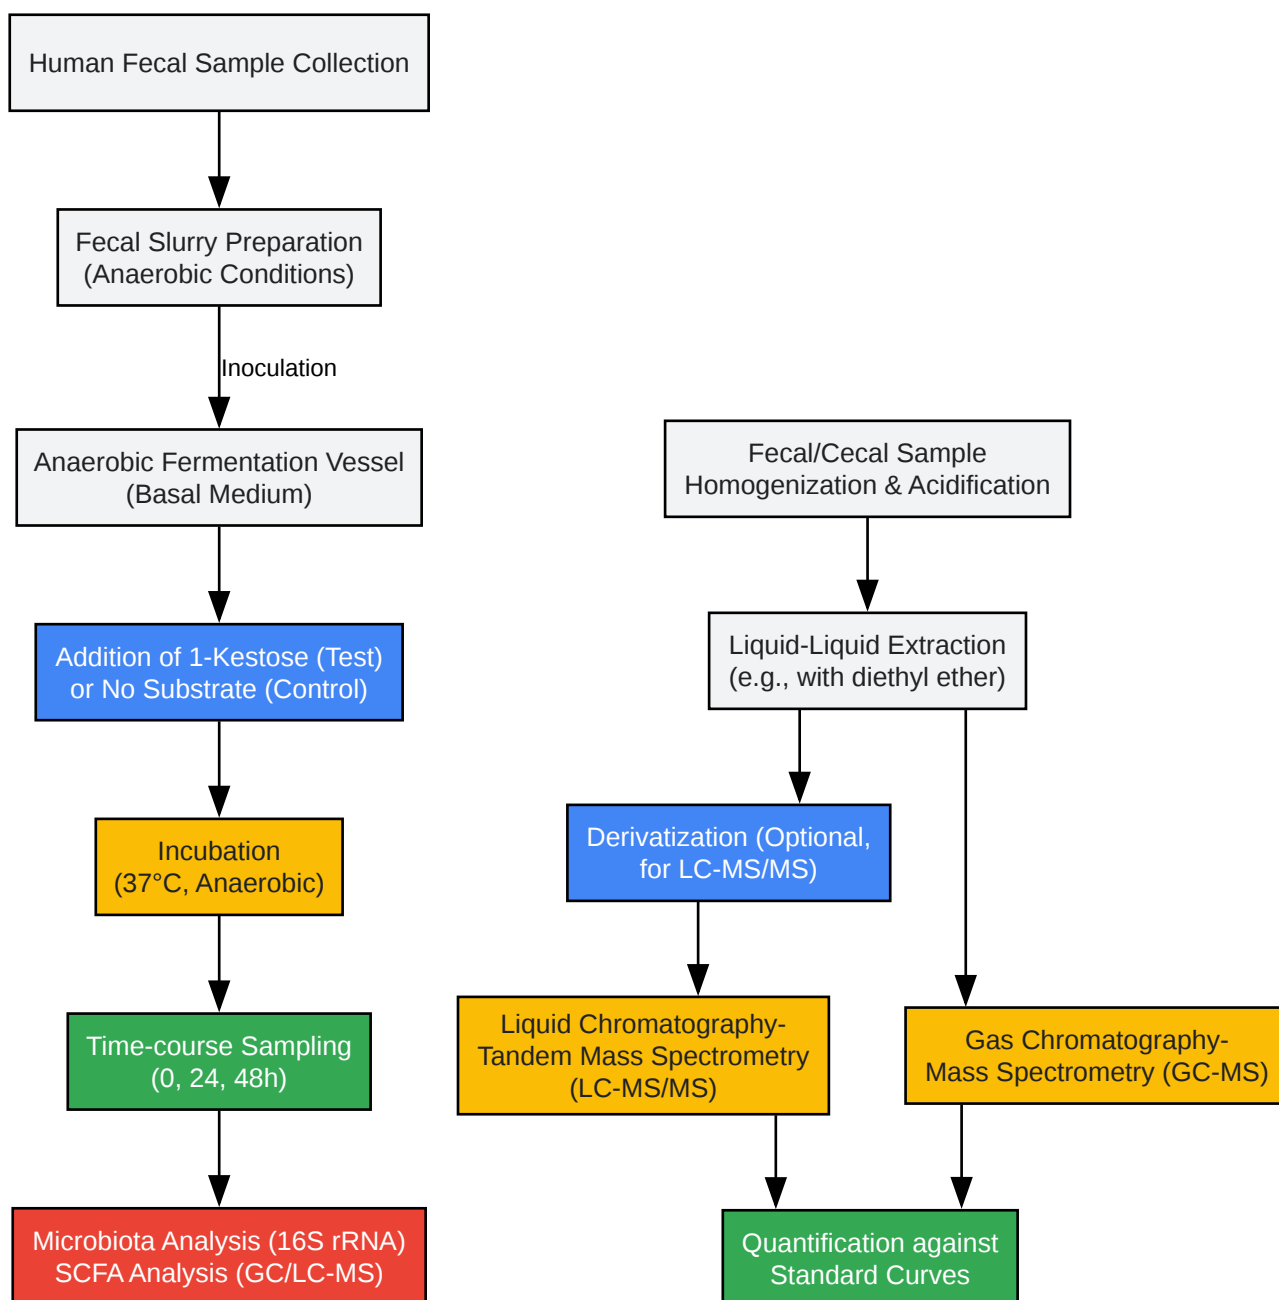 Human Fecal Sample Collection
Fecal Slurry Preparation
(Anaerobic Conditions)
Inoculation
Anaerobic Fermentation Vessel
(Basal Medium)
Addition of 1-Kestose (Test)
or No Substrate (Control)
Incubation
(37°C, Anaerobic)
Time-course Sampling
(0, 24, 48h)
Microbiota Analysis (16S rRNA)
SCFA Analysis (GC/LC-MS)
Fecal/Cecal Sample
Homogenization & Acidification
Liquid-Liquid Extraction
(e.g., with diethyl ether)
Derivatization (Optional,
for LC-MS/MS)
Liquid Chromatography-
Tandem Mass Spectrometry
(LC-MS/MS)
Gas Chromatography-
Mass Spectrometry (GC-MS)
Quantification against
Standard Curves